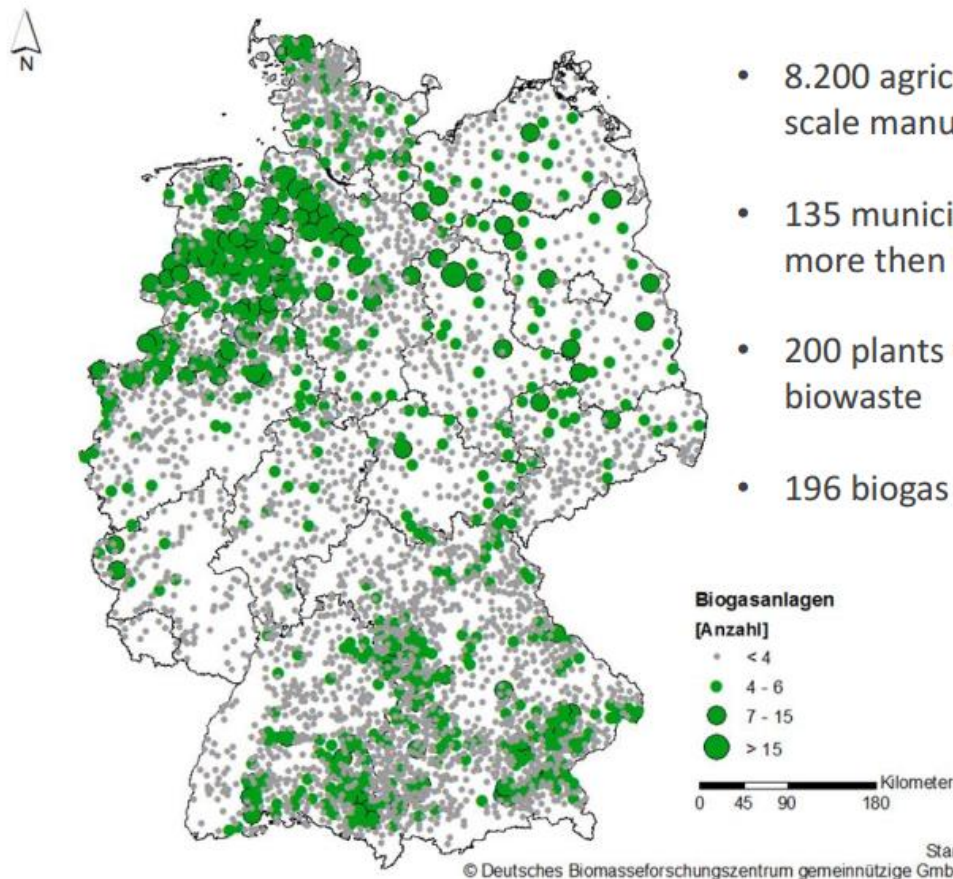 N
• 8.200 agric
scale manu
• 135 munici
more then
• 200 plants
biowaste
• 196 biogas
Biogasanlagen
[Anzahl]
< 4
4 - 6
7 - 15
> 15
Kilometer
0 45 90 180
Sta
© Deutsches Biomasseforschungszentrum gemeinnützige Gmb